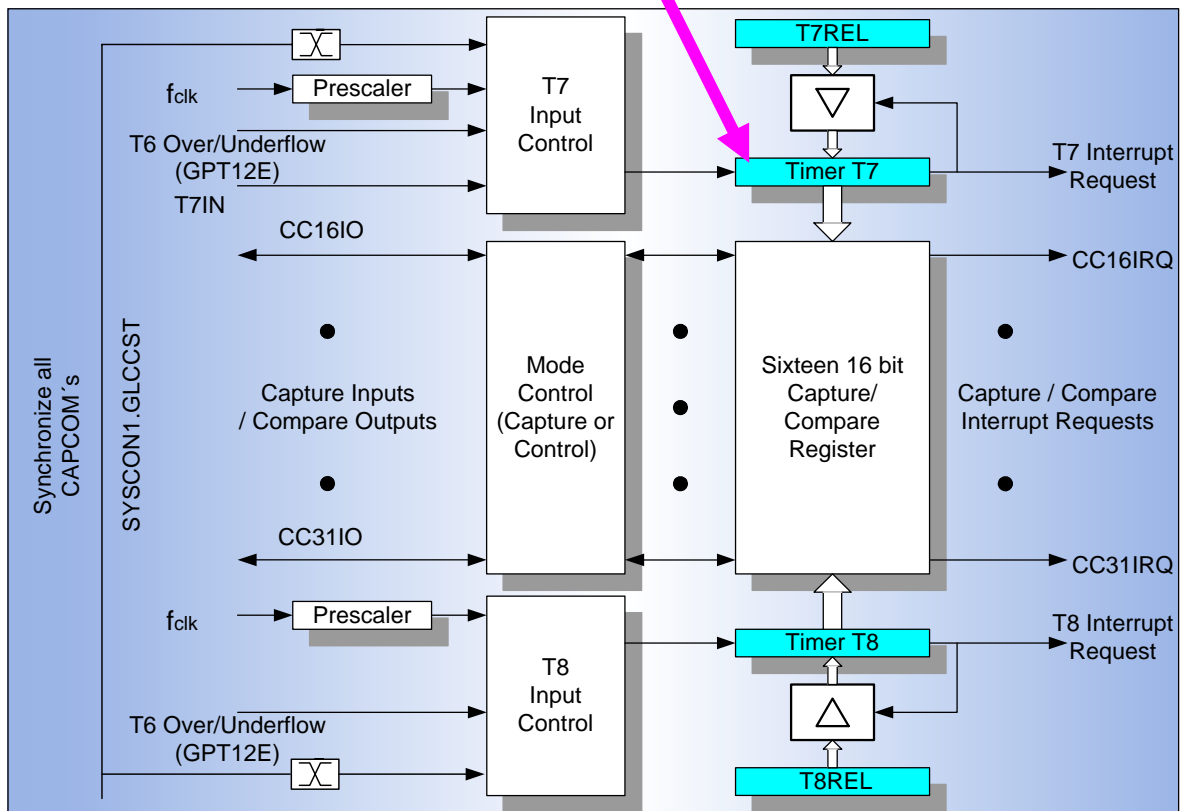 T7REL
fclk
Prescaler
T7
Input
Control
T6 Over/Underflow
(GPT12E)
T7IN
Timer T7
T7 Interrupt
Request
CC16IO
CC16IRQ
Synchronize all
CAPCOM´s
SYSCON1.GLCCST
Capture Inputs
/ Compare Outputs
Mode
Control
(Capture or
Control)
Sixteen 16 bit
Capture/
Compare
Register
Capture / Compare
Interrupt Requests
CC31IO
CC31IRQ
fclk
Prescaler
T8
Input
Control
Timer T8
T8 Interrupt
Request
T6 Over/Underflow
(GPT12E)
T8REL